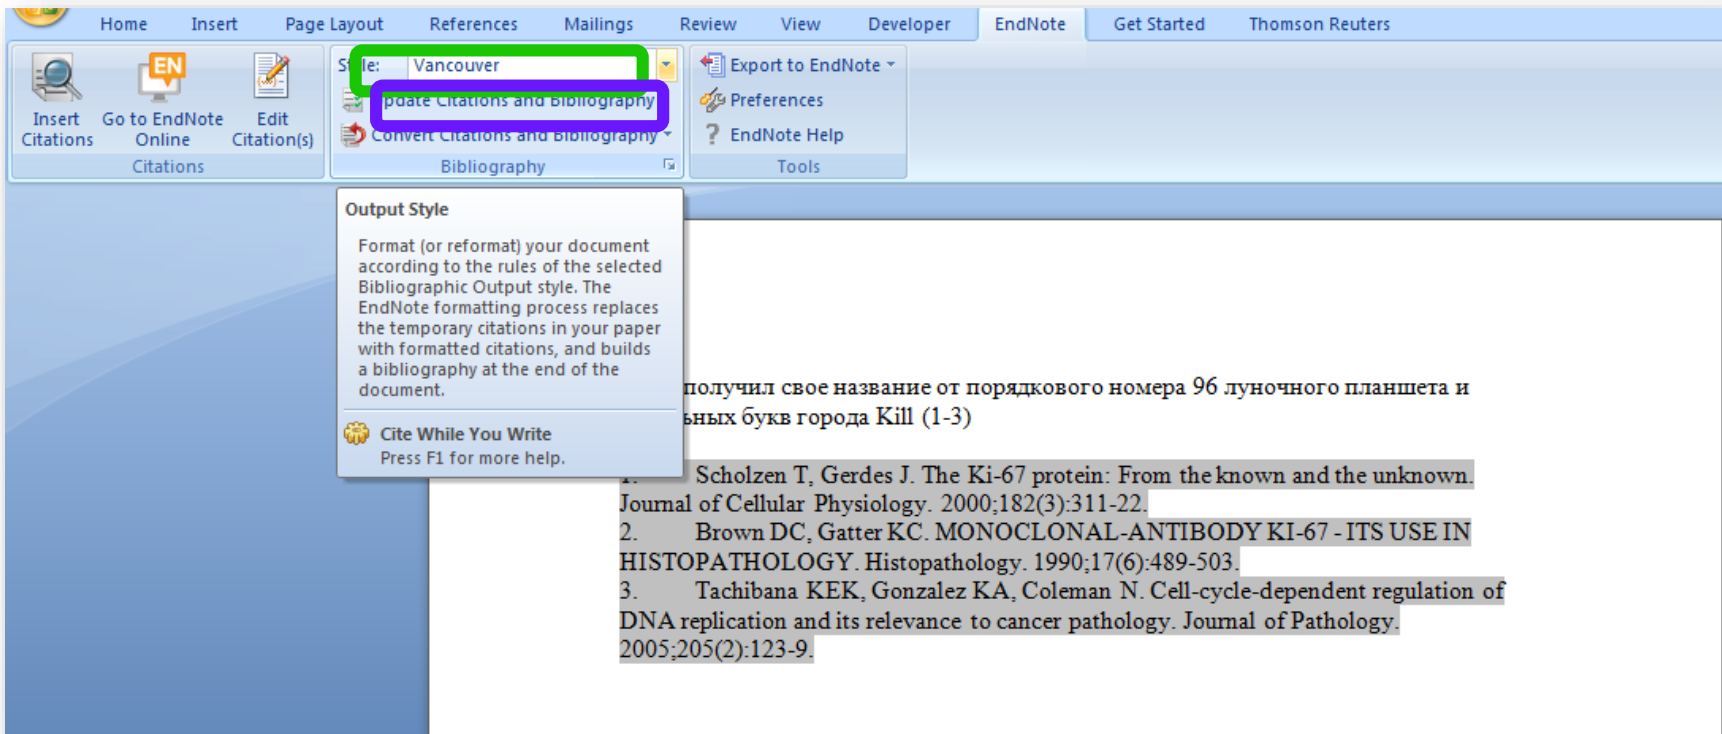 Home Insert Page Layout References Mailings Review View Developer EndNote Get Started Thomson Reuters
EN
Insert Citations
Go to EndNote Online
Edit Citation(s)
Citations
Style: Vancouver
Update Citations and Bibliography
Convert Citations and Bibliography
Bibliography
Export to EndNote
Preferences
? EndNote Help
Tools
Output Style
Format (or reformat) your document
according to the rules of the selected
Bibliographic Output style. The
EndNote formatting process replaces
the temporary citations in your paper
with formatted citations, and builds
a bibliography at the end of the
document.
Cite While You Write
Press F1 for more help.
получил свое название от порядкового номера 96 луночного планшета и
ьных букв города Kill (1-3)
1. Scholzen T, Gerdes J. The Ki-67 protein: From the known and the unknown.
Journal of Cellular Physiology. 2000;182(3):311-22.
2. Brown DC, Gatter KC. MONOCLONAL-ANTIBODY KI-67 - ITS USE IN
HISTOPATHOLOGY. Histopathology. 1990;17(6):489-503.
3. Tachibana KEK, Gonzalez KA, Coleman N. Cell-cycle-dependent regulation of
DNA replication and its relevance to cancer pathology. Journal of Pathology.
2005;205(2):123-9.